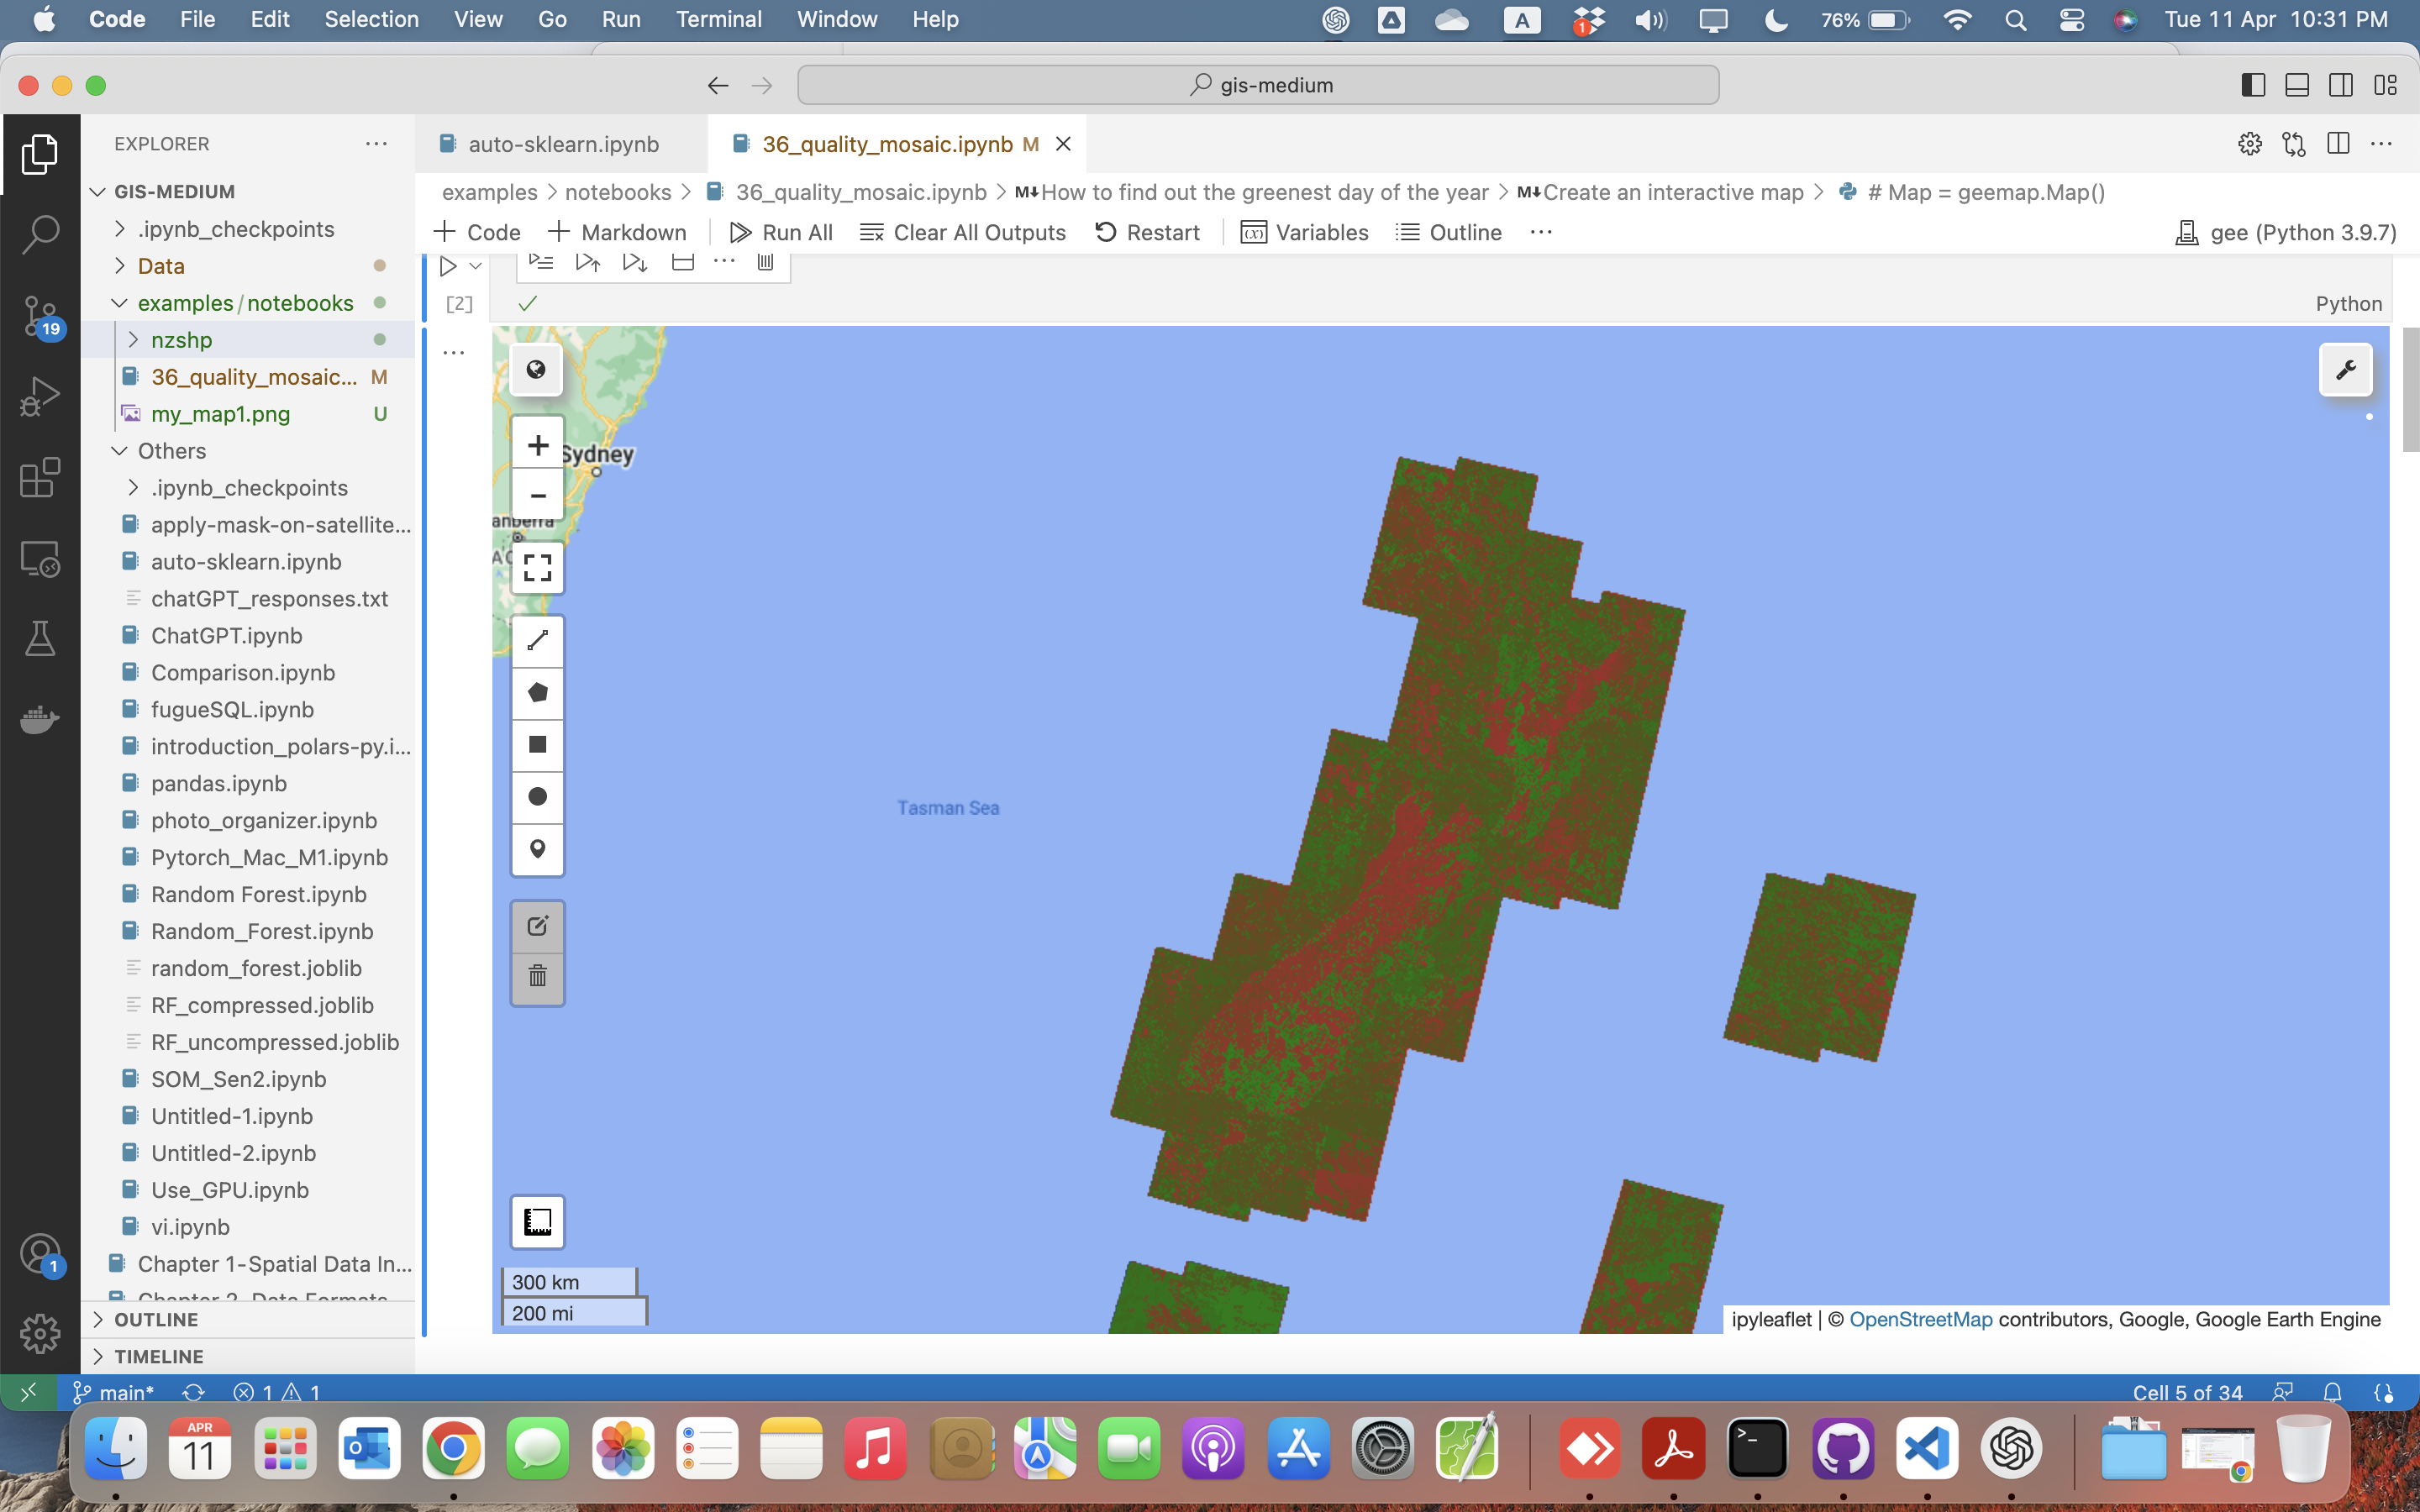 Code File Edit Selection View Go Run Terminal Window Help A 1 76% Tue 11 Apr 10:31 PM
gis-medium
EXPLORER
auto-sklearn.ipynb 36_quality_mosaic.ipynb M
GIS-MEDIUM
examples > notebooks > 36_quality_mosaic.ipynb > M↓How to find out the greenest day of the year > M↓Create an interactive map > # Map = geemap.Map()
.ipynb_checkpoints
+ Code + Markdown Run All Clear All Outputs Restart Variables Outline ... gee (Python 3.9.7)
Data
examples/notebooks
[2]
Python
19
nzshp
36_quality_mosaic... M
my_map1.png U
Others
.ipynb_checkpoints
apply-mask-on-satellite...
auto-sklearn.ipynb
chatGPT_responses.txt
ChatGPT.ipynb
Comparison.ipynb
fugueSQL.ipynb
introduction_polars-py.i...
pandas.ipynb
photo_organizer.ipynb
Pytorch_Mac_M1.ipynb
Random Forest.ipynb
Random_Forest.ipynb
random_forest.joblib
RF_compressed.joblib
RF_uncompressed.joblib
SOM_Sen2.ipynb
Untitled-1.ipynb
Untitled-2.ipynb
Use_GPU.ipynb
vi.ipynb
Chapter 1-Spatial Data In...
1
OUTLINE
TIMELINE
Sydney
anberra
AC
Tasman Sea
+
−
300 km
200 mi
ipyleaflet | © OpenStreetMap contributors, Google, Google Earth Engine
main* 1 1 Cell 5 of 34
APR
11